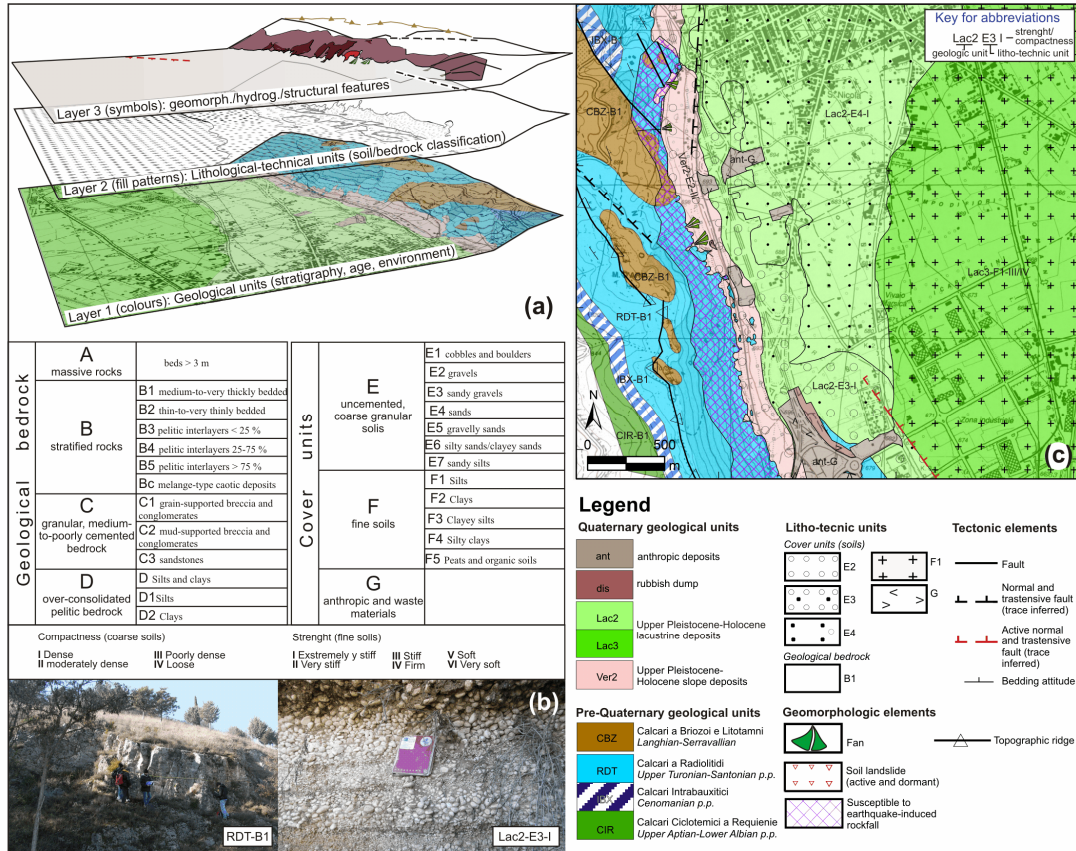 Layer 3 (symbols): geomorph./hydrog./structural features
Layer 2 (fill patterns): Lithological-technical units (soil/bedrock classification)
Layer 1 (colours): Geological units (stratigraphy, age, environment)
(a)
Geological bedrock
A
massive rocks
beds > 3 m
B
stratified rocks
B1 medium-to-very thickly bedded
B2 thin-to-very thinly bedded
B3 pelitic interlayers < 25 %
B4 pelitic interlayers 25-75 %
B5 pelitic interlayers > 75 %
Bc melange-type caotic deposits
C
granular, medium-
to-poorly cemented
bedrock
C1 grain-supported breccia and
conglomerates
C2 mud-supported breccia and
conglomerates
C3 sandstones
D
over-consolidated
pelitic bedrock
D Silts and clays
D1 Silts
D2 Clays
Cover units
E
uncemented,
coarse granular
solis
E1 cobbles and boulders
E2 gravels
E3 sandy gravels
E4 sands
E5 gravelly sands
E6 silty sands/clayey sands
E7 sandy silts
F
fine soils
F1 Silts
F2 Clays
F3 Clayey silts
F4 Silty clays
F5 Peats and organic soils
G
anthropic and waste
materials
Compactness (coarse soils)
I Dense
II moderately dense
III Poorly dense
IV Loose
Strenght (fine soils)
I Exstremely y stiff
II Very stiff
III Stiff
IV Firm
V Soft
VI Very soft
RDT-B1
(b)
Lac2-E3-I
Key for abbreviations
Lac2 E3 I – strenght/
compactness
geologic unit
litho-technic unit
IBX-B1
CBZ-B1
Ver2-E2-II
ant-G
S. Nicola
Lac2-E4-I
CBZ-B1
RDT-B1
IBX-B1
CIR-B1
Lac3-F1-III/IV
Vivaio
Lac2-E3-I
Zona industriale
ant-G
N
0 500
m
(c)
Legend
Quaternary geological units
ant anthropic deposits
dis rubbish dump
Lac2
Lac3
Upper Pleistocene-Holocene
lacustrine deposits
Ver2
Upper Pleistocene-
Holocene slope deposits
Pre-Quaternary geological units
CBZ Calcari a Briozoi e Litotamni
Langhian-Serravallian
RDT Calcari a Radiolitidi
Upper Turonian-Santonian p.p.
IBX Calcari Intrabauxitici
Cenomanian p.p.
CIR Calcari Ciclotemici a Requienie
Upper Aptian-Lower Albian p.p.
Litho-tecnic units
Cover units (soils)
E2
E3
E4
F1
G
Geological bedrock
B1
Geomorphologic elements
Fan
Soil landslide
(active and dormant)
Susceptible to
earthquake-induced
rockfall
Topographic ridge
Tectonic elements
Fault
Normal and
trastensive fault
(trace inferred)
Active normal
and trastensive
fault (trace
inferred)
Bedding attitude